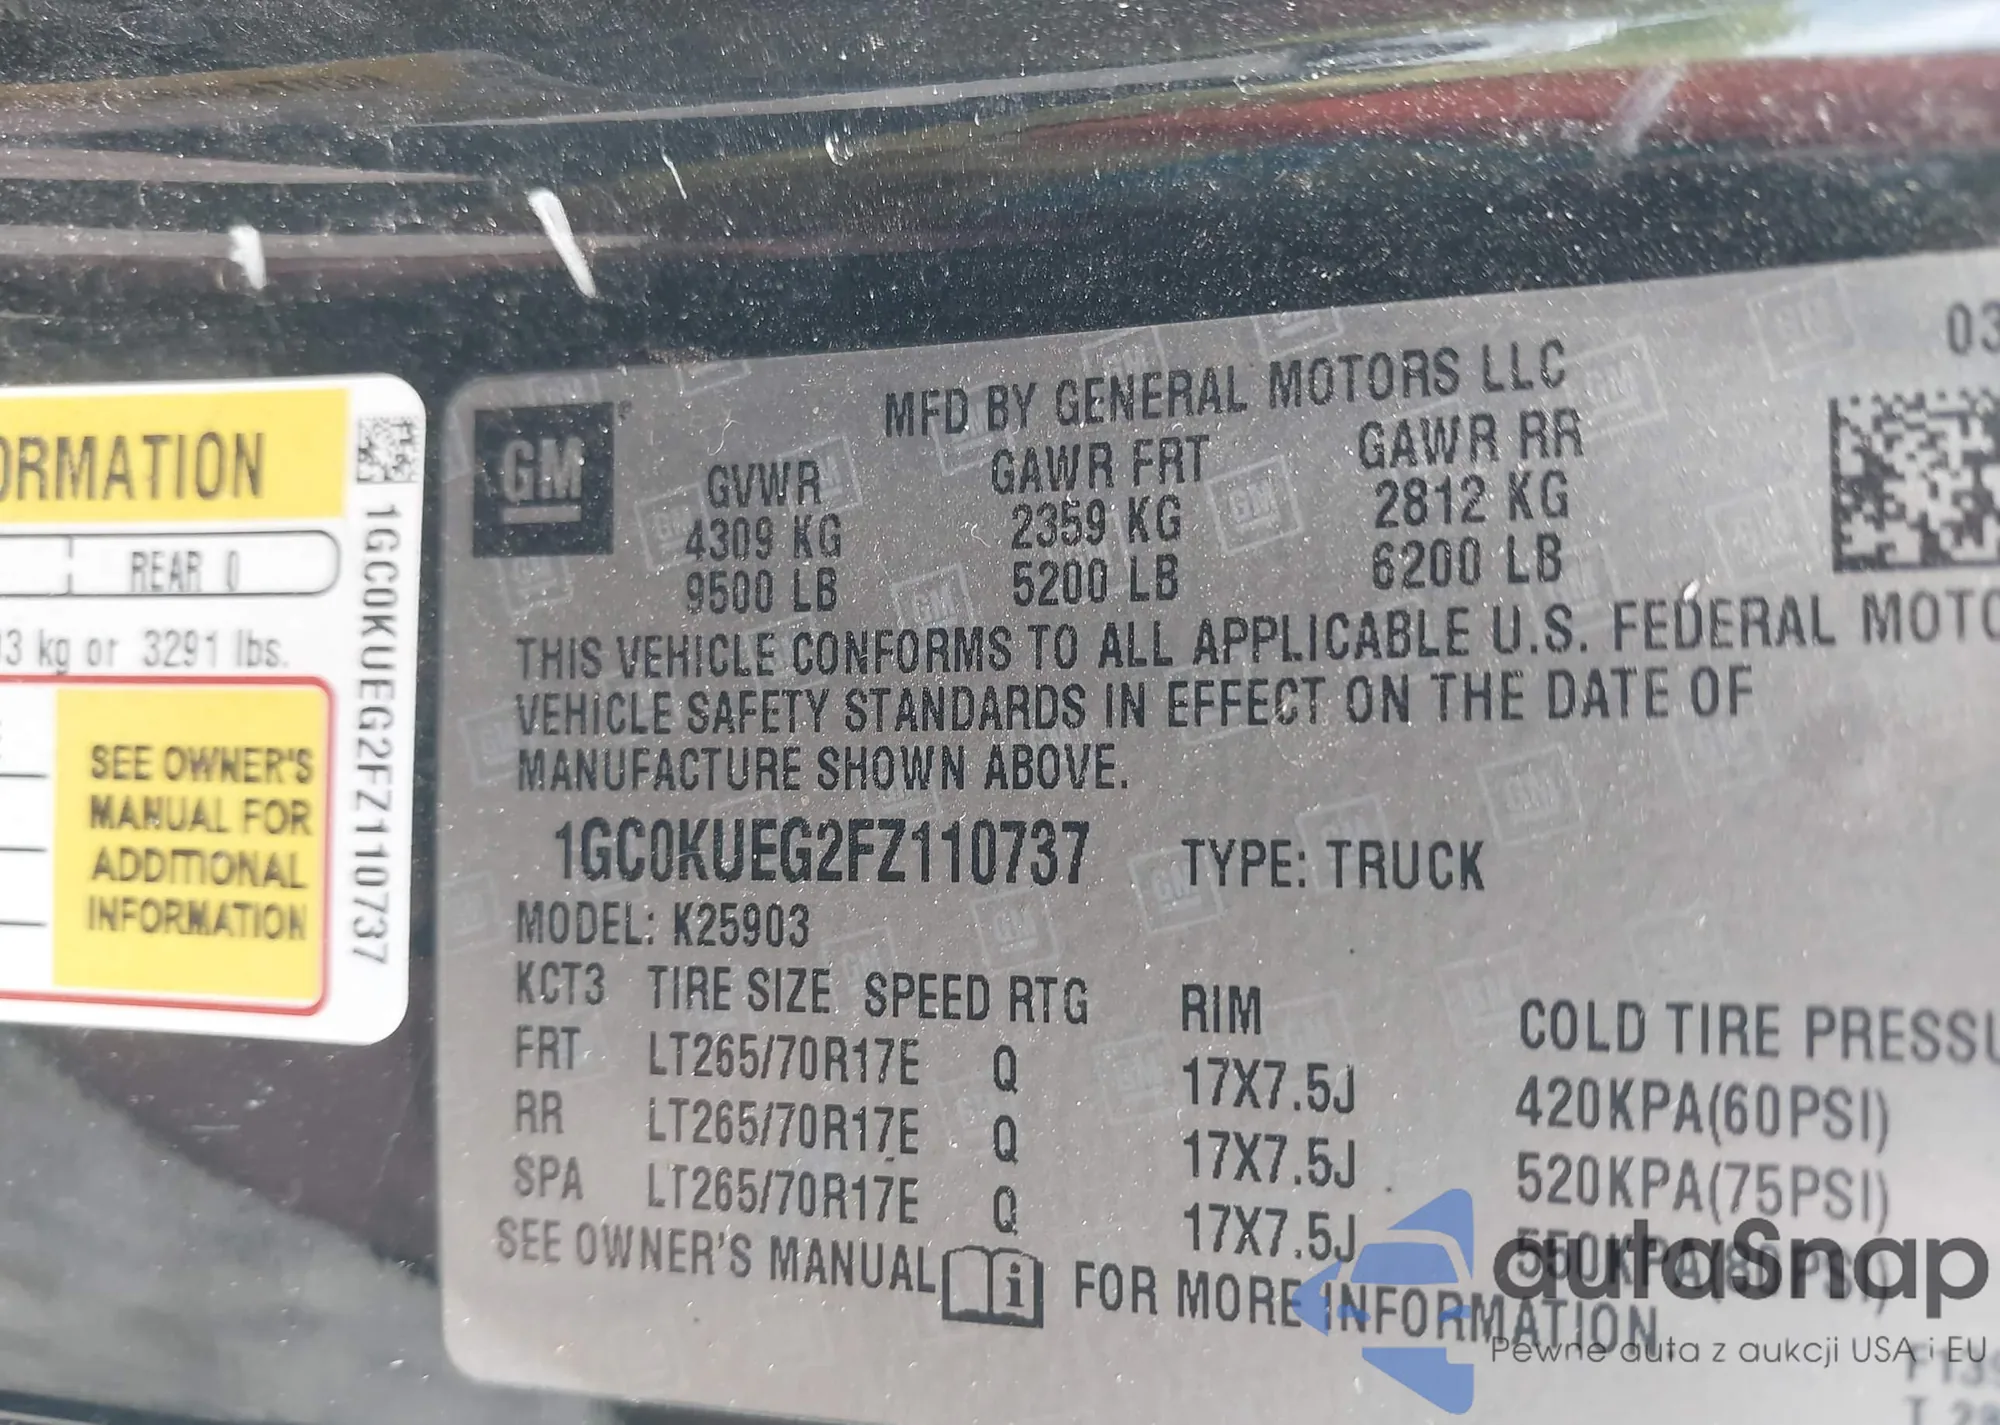 ORMATION
REAR 0
3 kg or 3291 lbs.
SEE OWNER'S
MANUAL FOR
ADDITIONAL
INFORMATION
1GC0KUEG2FZ110737
GM
MFD BY GENERAL MOTORS LLC
03
GVWR GAWR FRT GAWR RR
4309 KG 2359 KG 2812 KG
9500 LB 5200 LB 6200 LB
THIS VEHICLE CONFORMS TO ALL APPLICABLE U.S. FEDERAL MOTO
VEHICLE SAFETY STANDARDS IN EFFECT ON THE DATE OF
MANUFACTURE SHOWN ABOVE.
1GC0KUEG2FZ110737 TYPE: TRUCK
MODEL: K25903
KCT3 TIRE SIZE SPEED RTG RIM COLD TIRE PRESSU
FRT LT265/70R17E Q 17X7.5J 420KPA(60PSI)
RR LT265/70R17E Q 17X7.5J 520KPA(75PSI)
SPA LT265/70R17E Q 17X7.5J 550KPA(80PSI)
SEE OWNER'S MANUAL i FOR MORE INFORMATION
autaSnap
Pewne auta z aukcji USA i EU